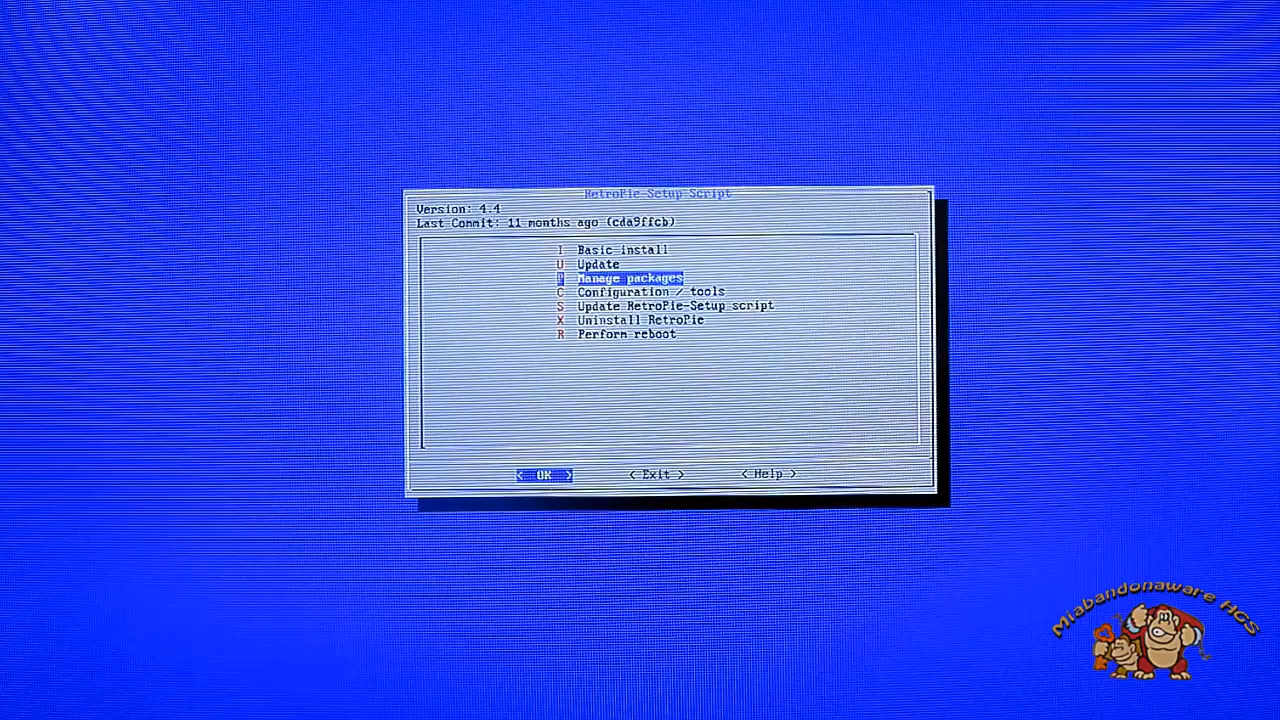 RetroPie-Setup Script
Version: 4.4
Last Commit: 11 months ago (cda9ffcb)
I Basic install
U Update
P Manage packages
C Configuration / tools
S Update RetroPie-Setup script
X Uninstall RetroPie
R Perform reboot
< OK > < Exit > < Help >
Miabandonaware HGS